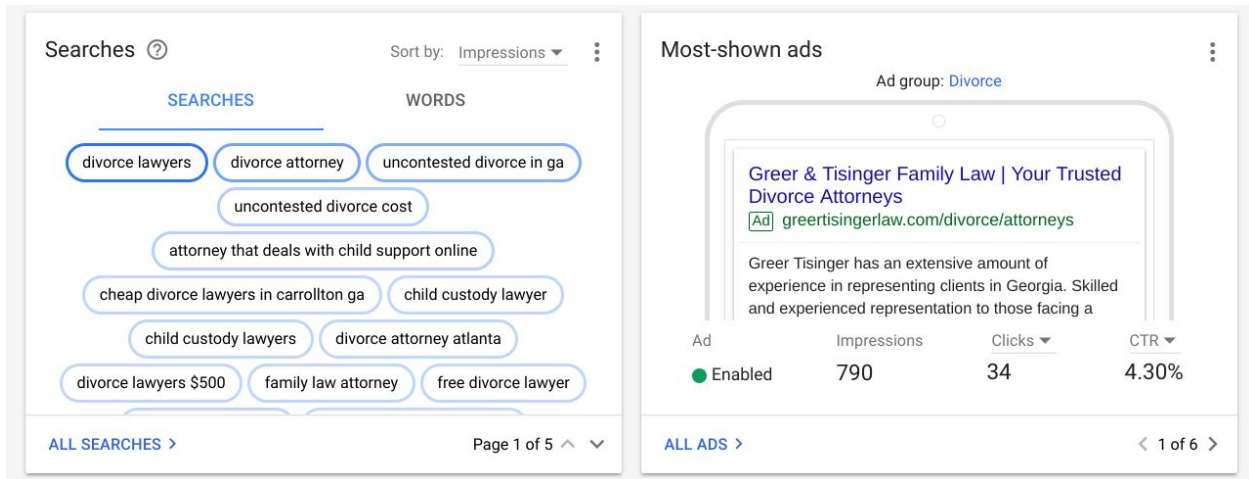 Searches
Sort by: Impressions
SEARCHES WORDS
divorce lawyers divorce attorney uncontested divorce in ga
uncontested divorce cost
attorney that deals with child support online
cheap divorce lawyers in carrollton ga child custody lawyer
child custody lawyers divorce attorney atlanta
divorce lawyers $500 family law attorney free divorce lawyer
ALL SEARCHES > Page 1 of 5
Most-shown ads
Ad group: Divorce
Greer & Tisinger Family Law | Your Trusted
Divorce Attorneys
Ad greertisingerlaw.com/divorce/attorneys
Greer Tisinger has an extensive amount of
experience in representing clients in Georgia. Skilled
and experienced representation to those facing a
Ad Impressions Clicks CTR
Enabled 790 34 4.30%
ALL ADS > < 1 of 6 >